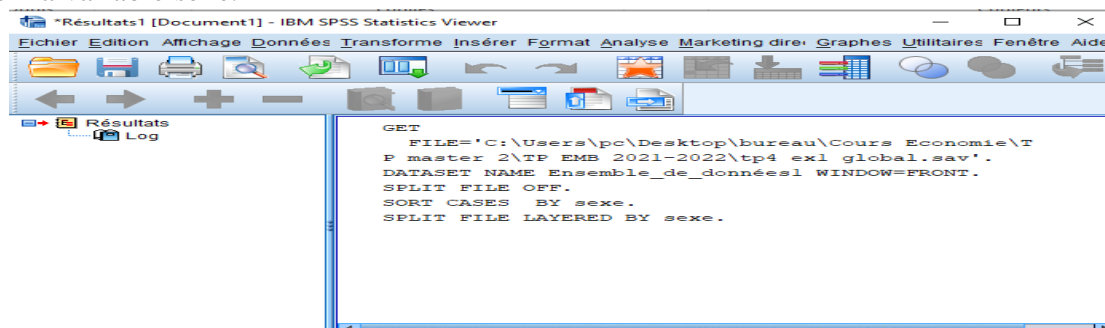 *Résultats1 [Document1] - IBM SPSS Statistics Viewer
Eichier Edition Affichage Données Transforme Insérer Format Analyse Marketing dire Graphes Utilitaires Fenêtre Aide
Résultats
Log
GET
FILE='C:\Users\pc\Desktop\bureau\Cours Economie\T
P master 2\TP EMB 2021-2022\tp4 ex1 global.sav'.
DATASET NAME Ensemble_de_données1 WINDOW=FRONT.
SPLIT FILE OFF.
SORT CASES BY sexe.
SPLIT FILE LAYERED BY sexe.